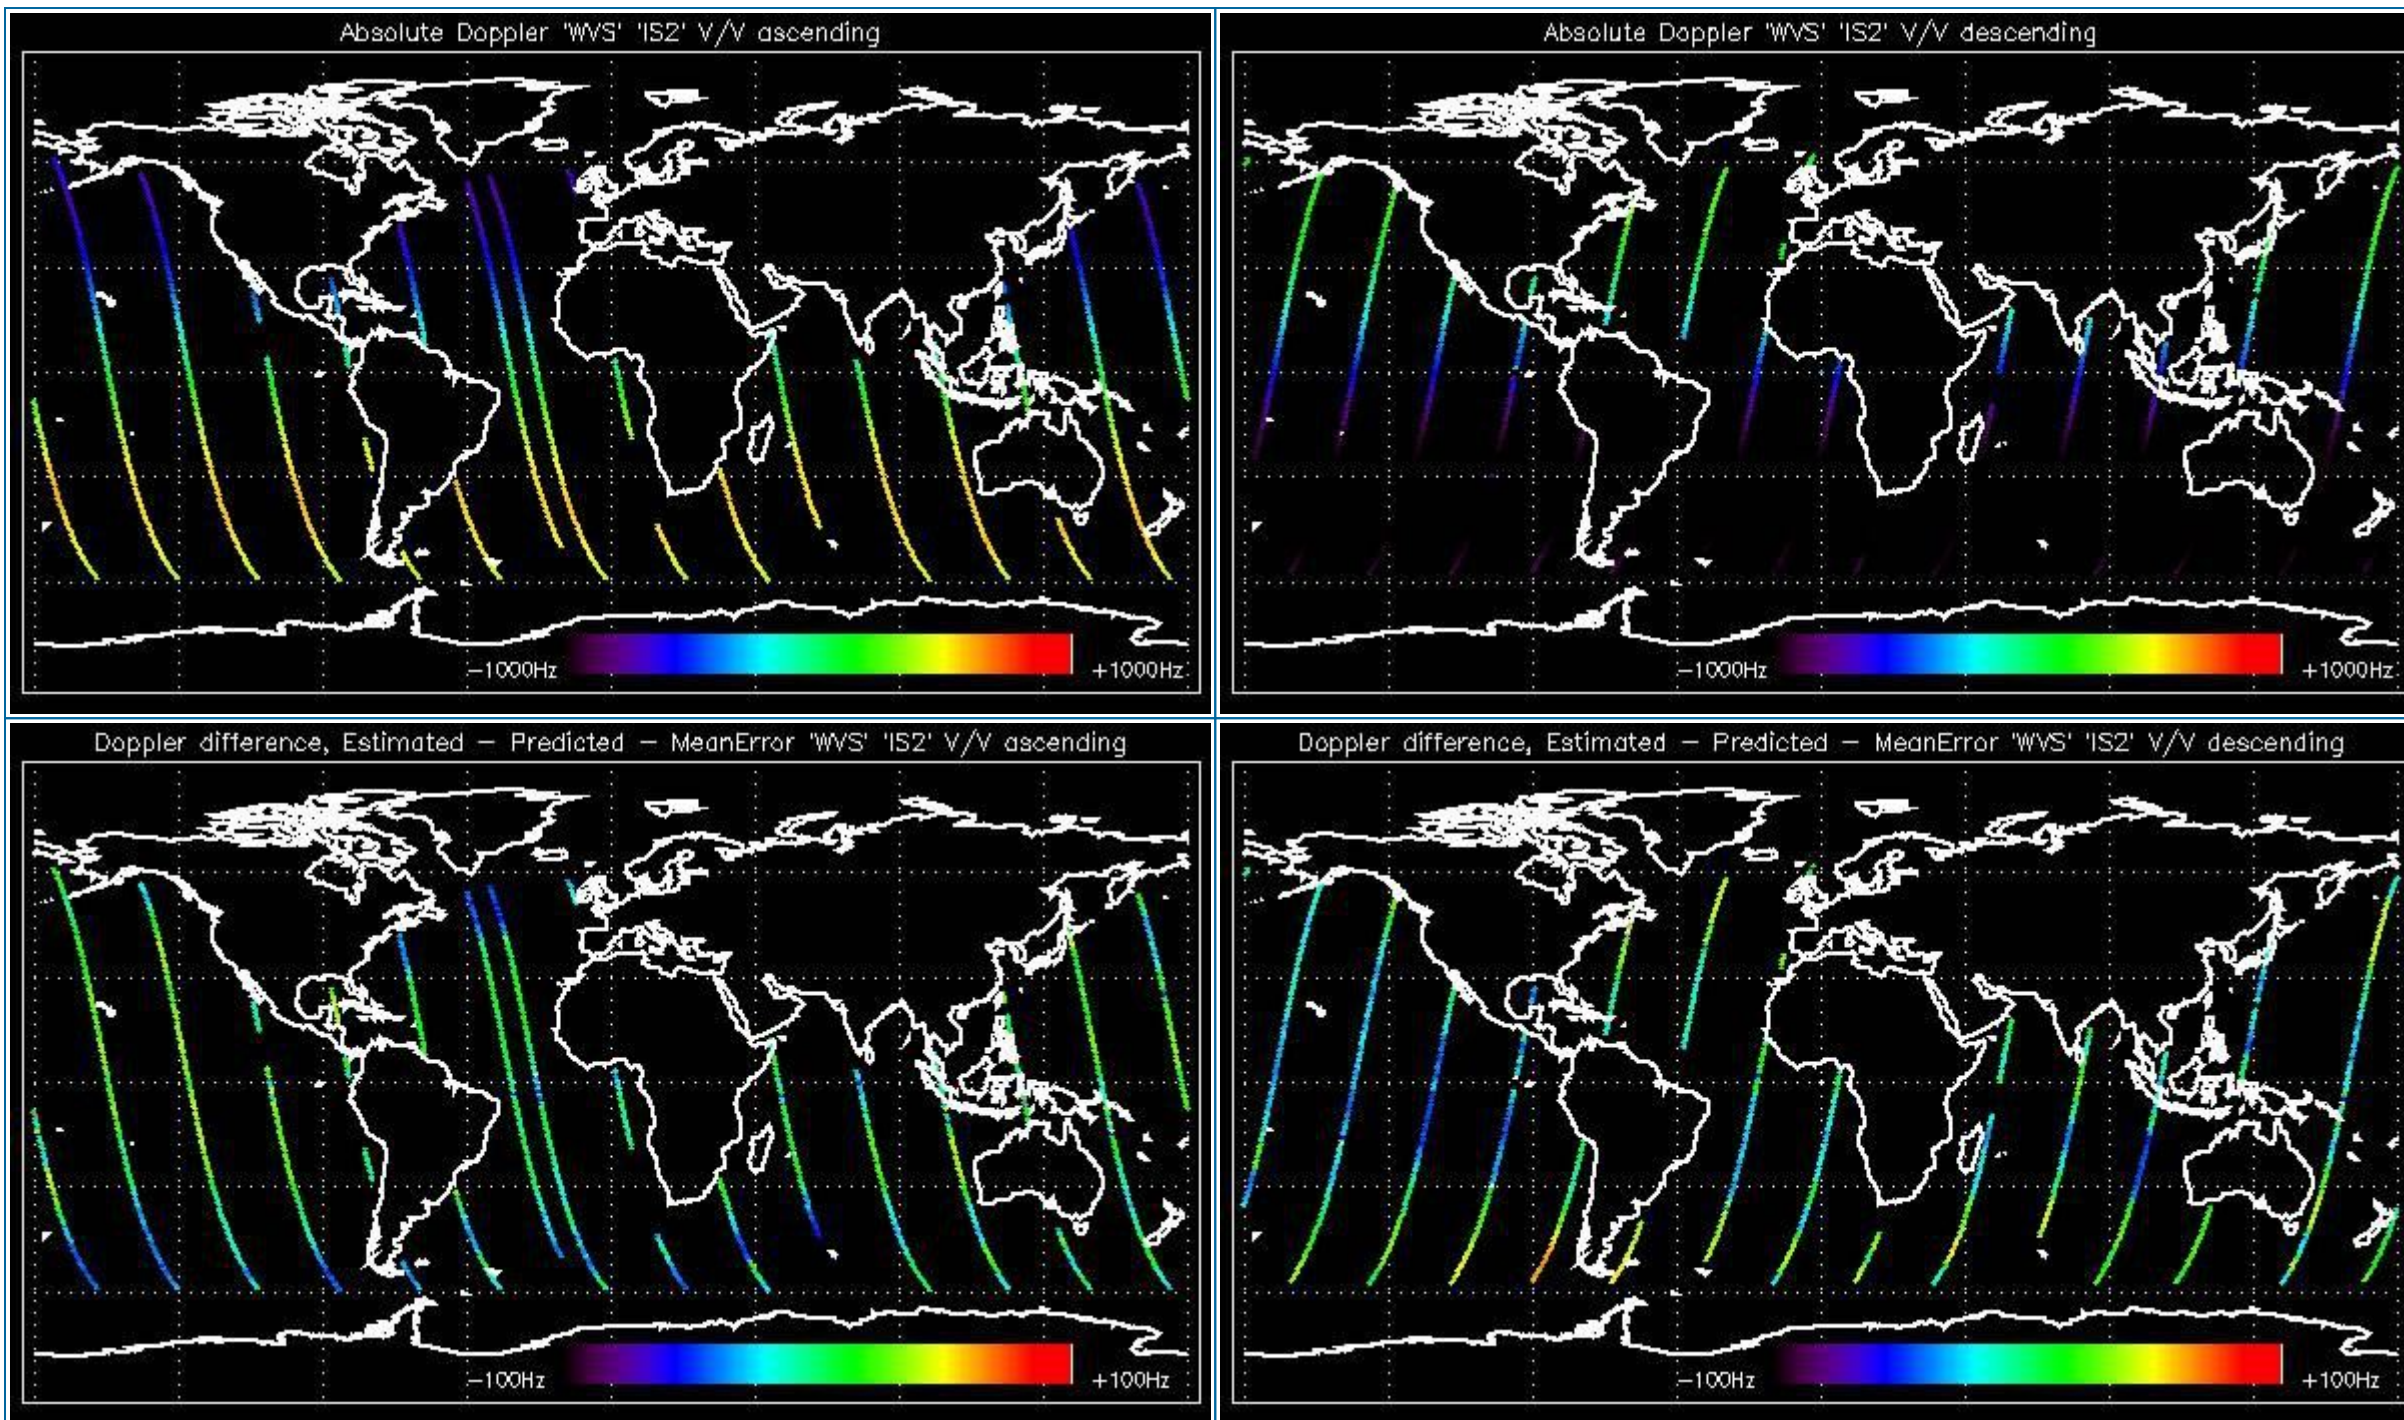 Absolute Doppler 'WVS' 'IS2' V/V ascending
-1000Hz
+1000Hz
Absolute Doppler 'WVS' 'IS2' V/V descending
-1000Hz
+1000Hz
Doppler difference, Estimated - Predicted - MeanError 'WVS' 'IS2' V/V ascending
-100Hz
+100Hz
Doppler difference, Estimated - Predicted - MeanError 'WVS' 'IS2' V/V descending
-100Hz
+100Hz